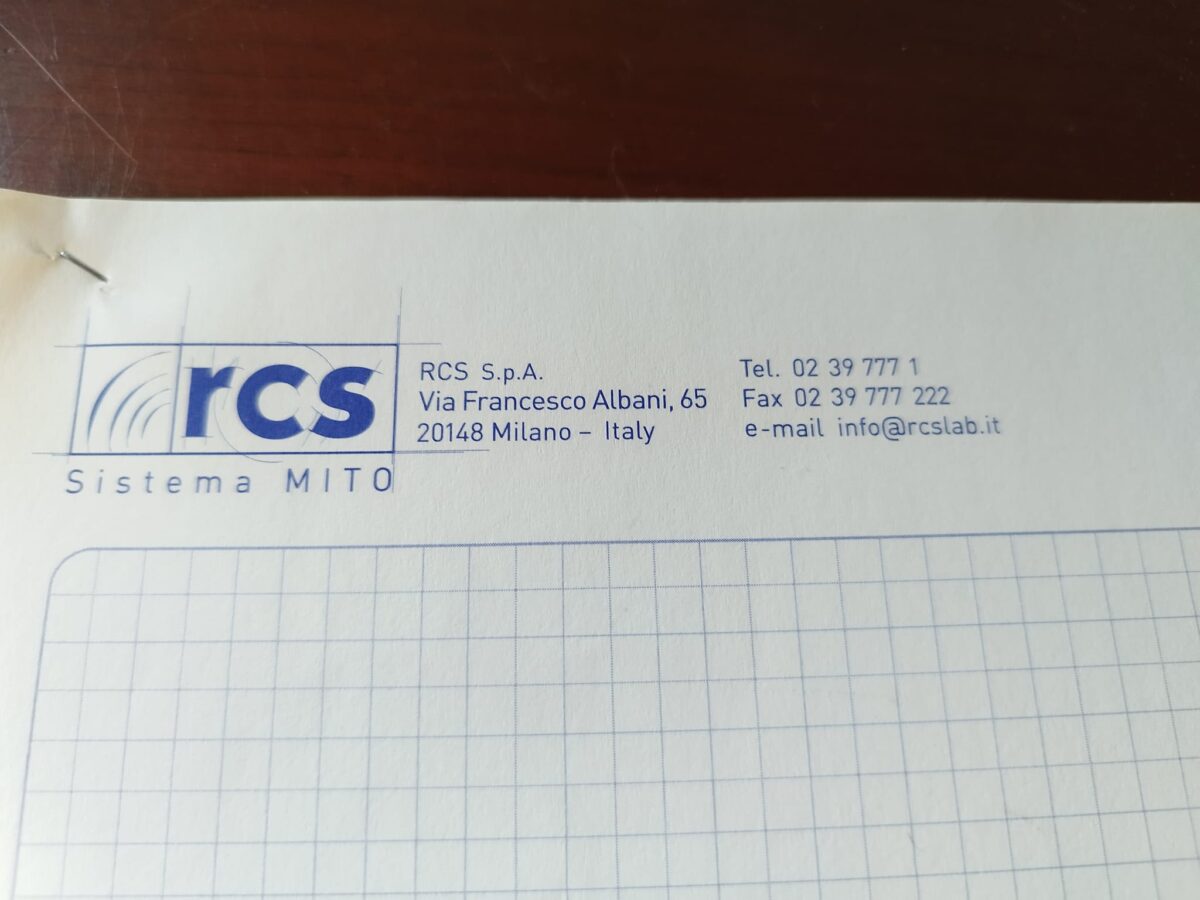 rcs
Sistema MITO
RCS S.p.A.
Via Francesco Albani, 65
20148 Milano – Italy
Tel. 02 39 777 1
Fax 02 39 777 222
e-mail info@rcslab.it